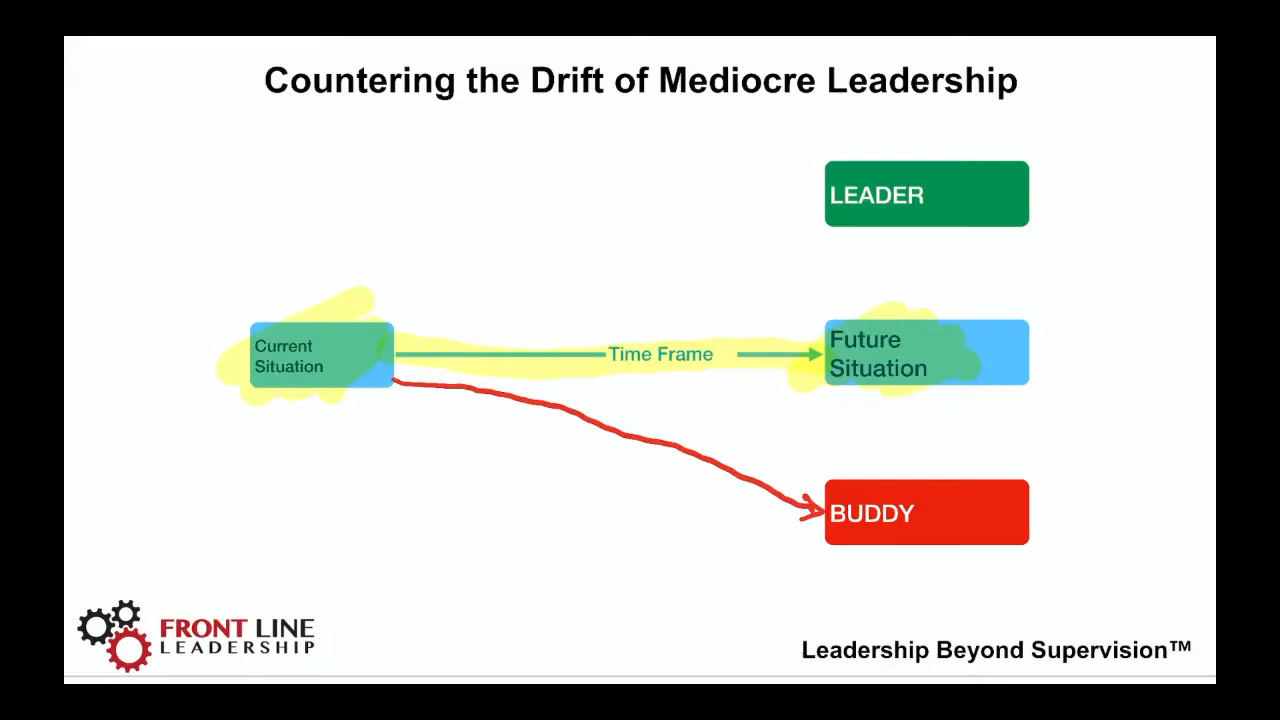 Countering the Drift of Mediocre Leadership
LEADER
Current
Situation
Time Frame
Future
Situation
BUDDY
FRONT LINE
LEADERSHIP
Leadership Beyond Supervision™